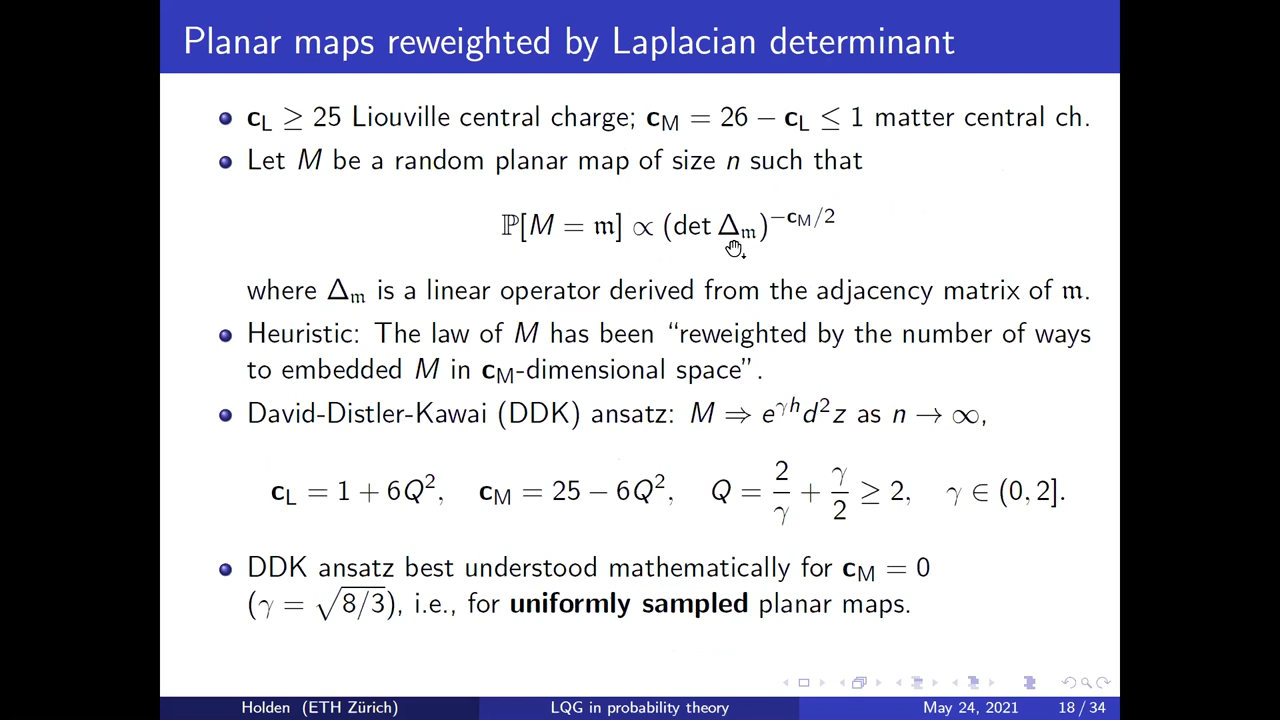 Planar maps reweighted by Laplacian determinant
c_L ≥ 25 Liouville central charge; c_M = 26 − c_L ≤ 1 matter central ch.
Let M be a random planar map of size n such that
ℙ[M = 𝔪] ∝ (det Δ_𝔪)^{−c_M/2}
where Δ_𝔪 is a linear operator derived from the adjacency matrix of 𝔪.
Heuristic: The law of M has been “reweighted by the number of ways
to embedded M in c_M-dimensional space”.
David-Distler-Kawai (DDK) ansatz: M ⇒ e^{γh}d²z as n → ∞,
c_L = 1 + 6Q², c_M = 25 − 6Q², Q = 2/γ + γ/2 ≥ 2, γ ∈ (0, 2].
DDK ansatz best understood mathematically for c_M = 0
(γ = √(8/3)), i.e., for uniformly sampled planar maps.
Holden (ETH Zürich) LQG in probability theory May 24, 2021 18 / 34